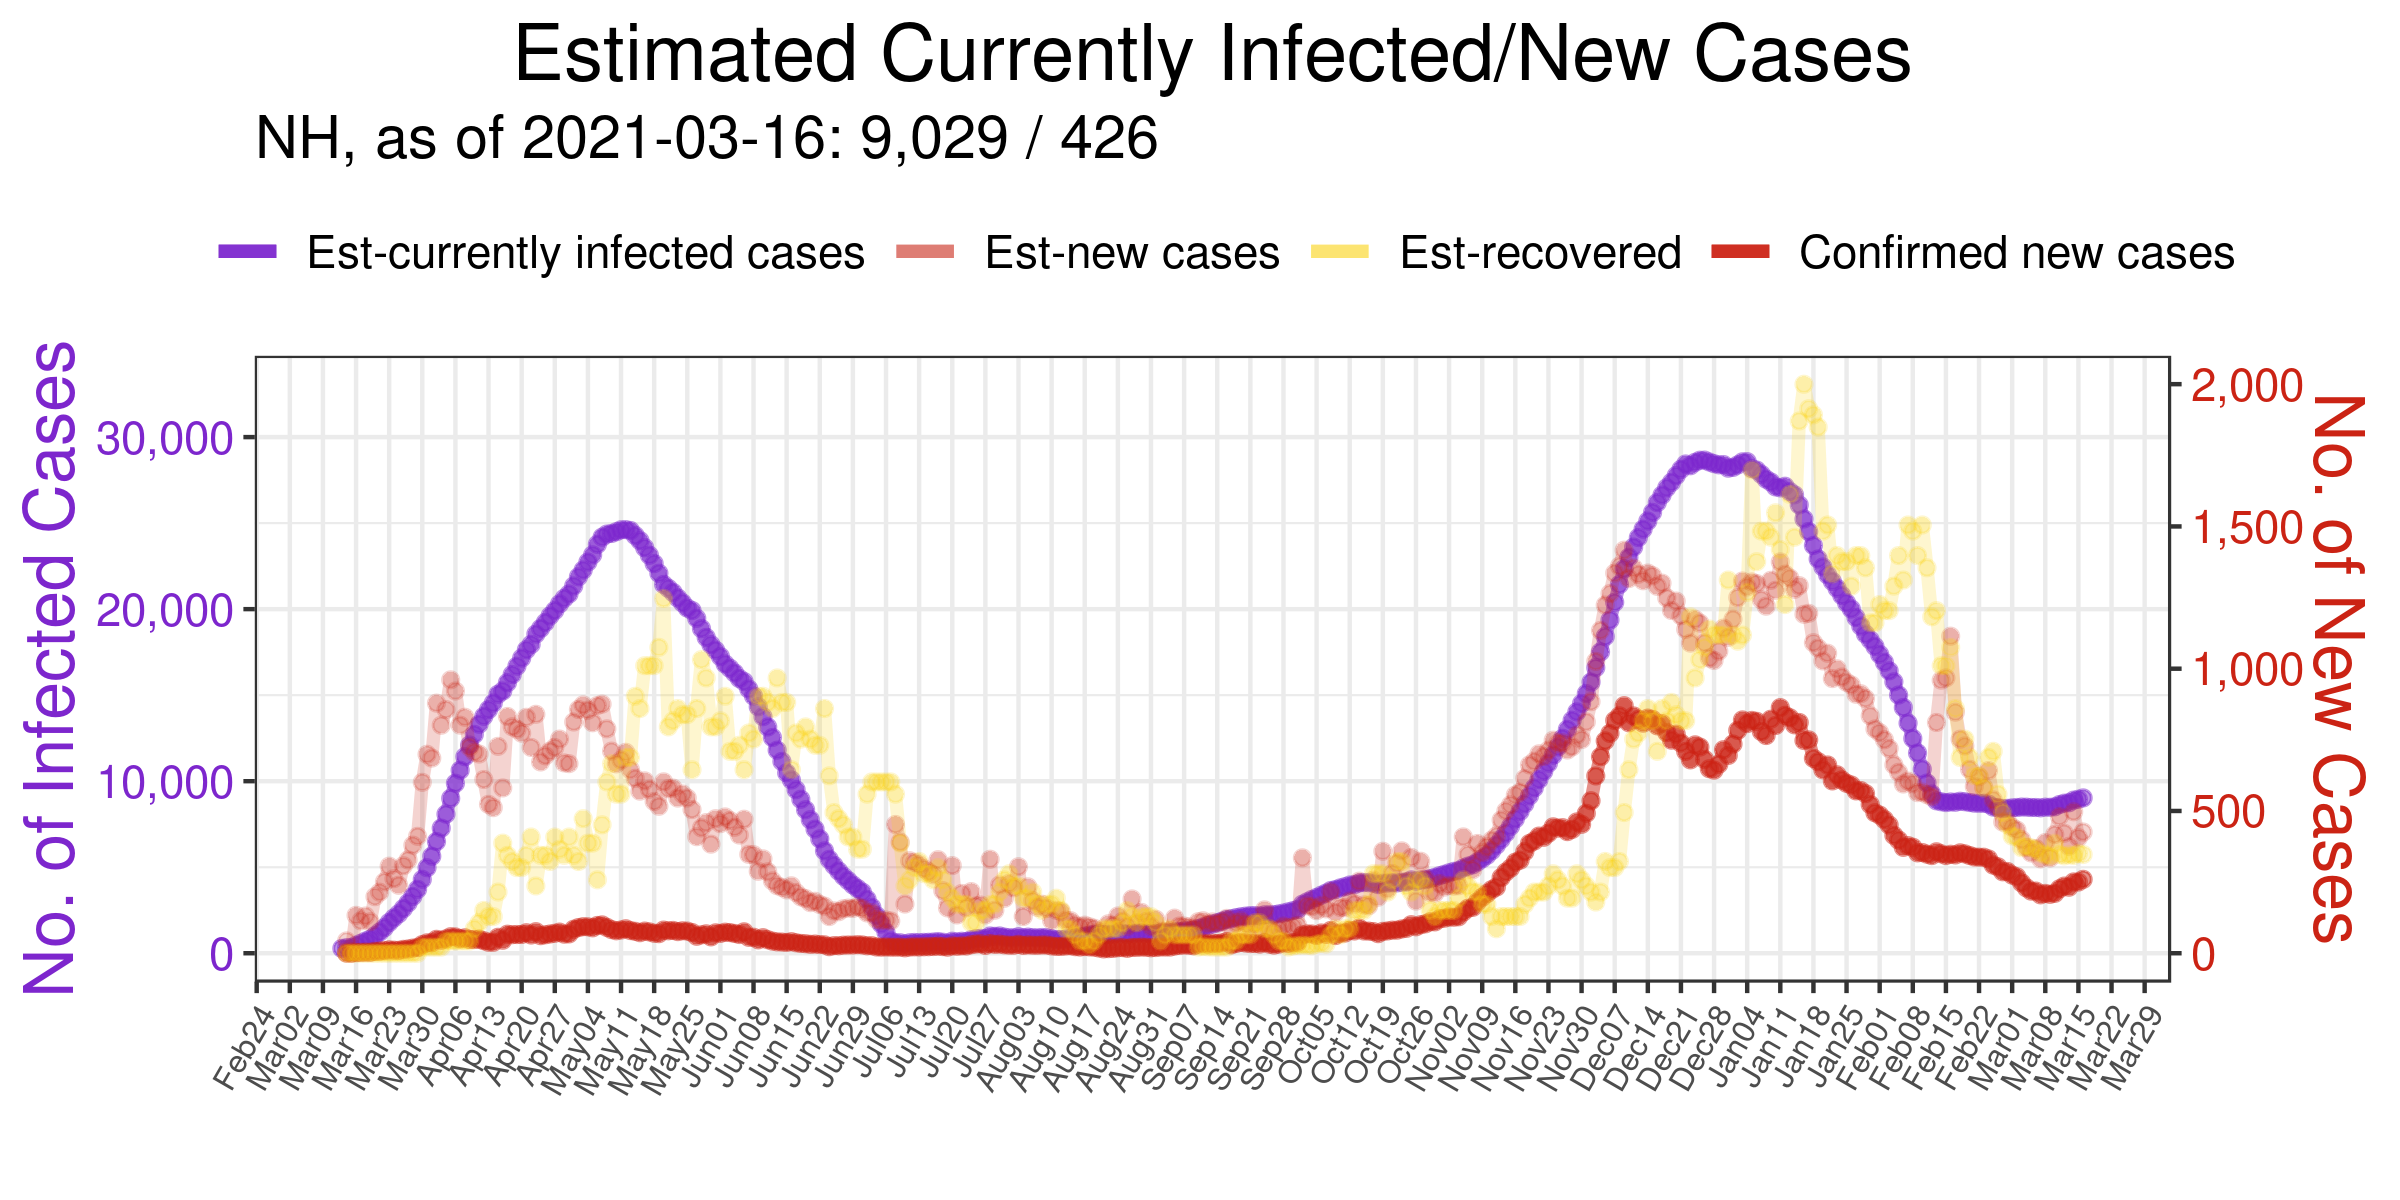 Estimated Currently Infected/New Cases
NH, as of 2021-03-16: 9,029 / 426
Est-currently infected cases Est-new cases Est-recovered Confirmed new cases
No. of Infected Cases
30,000
20,000
10,000
0
2,000
1,500
1,000
500
0
No. of New Cases
Feb24 Mar02 Mar09 Mar16 Mar23 Mar30 Apr06 Apr13 Apr20 Apr27 May04 May11 May18 May25 Jun01 Jun08 Jun15 Jun22 Jun29 Jul06 Jul13 Jul20 Jul27 Aug03 Aug10 Aug17 Aug24 Aug31 Sep07 Sep14 Sep21 Sep28 Oct05 Oct12 Oct19 Oct26 Nov02 Nov09 Nov16 Nov23 Nov30 Dec07 Dec14 Dec21 Dec28 Jan04 Jan11 Jan18 Jan25 Feb01 Feb08 Feb15 Feb22 Mar01 Mar08 Mar15 Mar22 Mar29